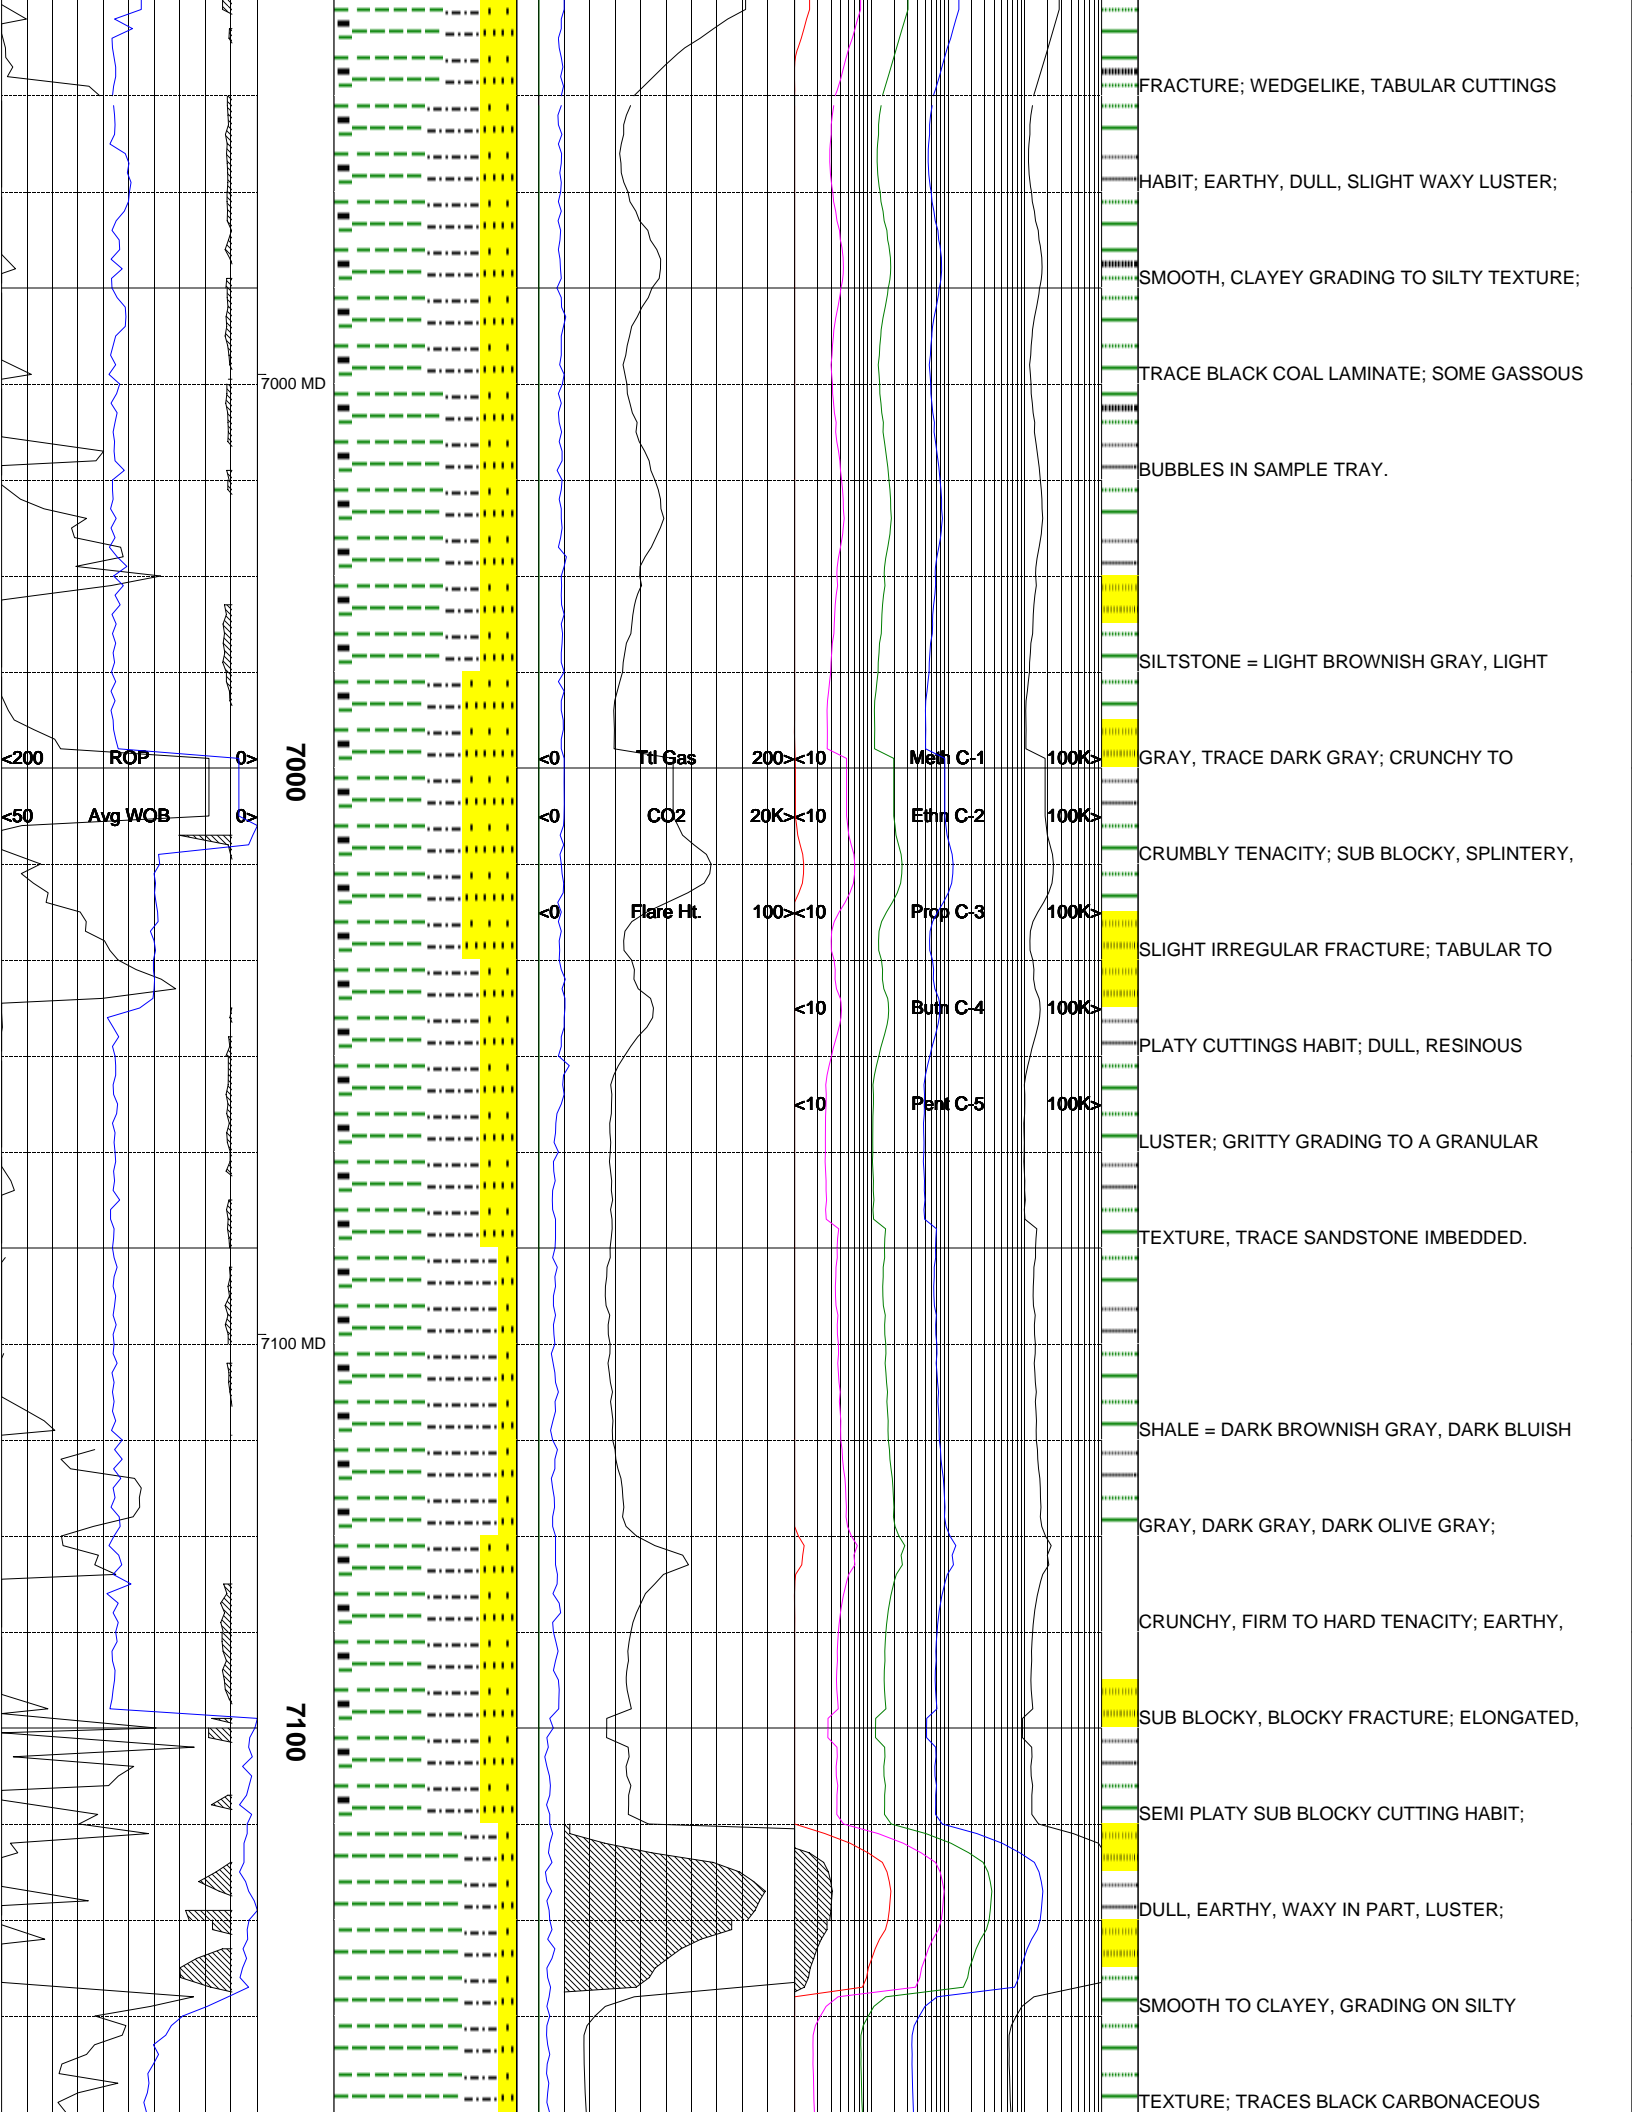 FRACTURE; WEDGELIKE, TABULAR CUTTINGS
HABIT; EARTHY, DULL, SLIGHT WAXY LUSTER;
SMOOTH, CLAYEY GRADING TO SILTY TEXTURE;
TRACE BLACK COAL LAMINATE; SOME GASSOUS
7000 MD
BUBBLES IN SAMPLE TRAY.
SILTSTONE = LIGHT BROWNISH GRAY, LIGHT
<200 ROP 0> 7000 <0 Ttl Gas 200> <10 Meth C-1 100K> GRAY, TRACE DARK GRAY; CRUNCHY TO
<50 Avg WOB 0> <0 CO2 20K> <10 Ethn C-2 100K>
CRUMBLY TENACITY; SUB BLOCKY, SPLINTERY,
<0 Flare Ht. 100> <10 Prop C-3 100K>
SLIGHT IRREGULAR FRACTURE; TABULAR TO
<10 Butn C-4 100K>
PLATY CUTTINGS HABIT; DULL, RESINOUS
<10 Pent C-5 100K>
LUSTER; GRITTY GRADING TO A GRANULAR
TEXTURE, TRACE SANDSTONE IMBEDDED.
7100 MD
SHALE = DARK BROWNISH GRAY, DARK BLUISH
GRAY, DARK GRAY, DARK OLIVE GRAY;
CRUNCHY, FIRM TO HARD TENACITY; EARTHY,
7100 SUB BLOCKY, BLOCKY FRACTURE; ELONGATED,
SEMI PLATY SUB BLOCKY CUTTING HABIT;
DULL, EARTHY, WAXY IN PART, LUSTER;
SMOOTH TO CLAYEY, GRADING ON SILTY
TEXTURE; TRACES BLACK CARBONACEOUS